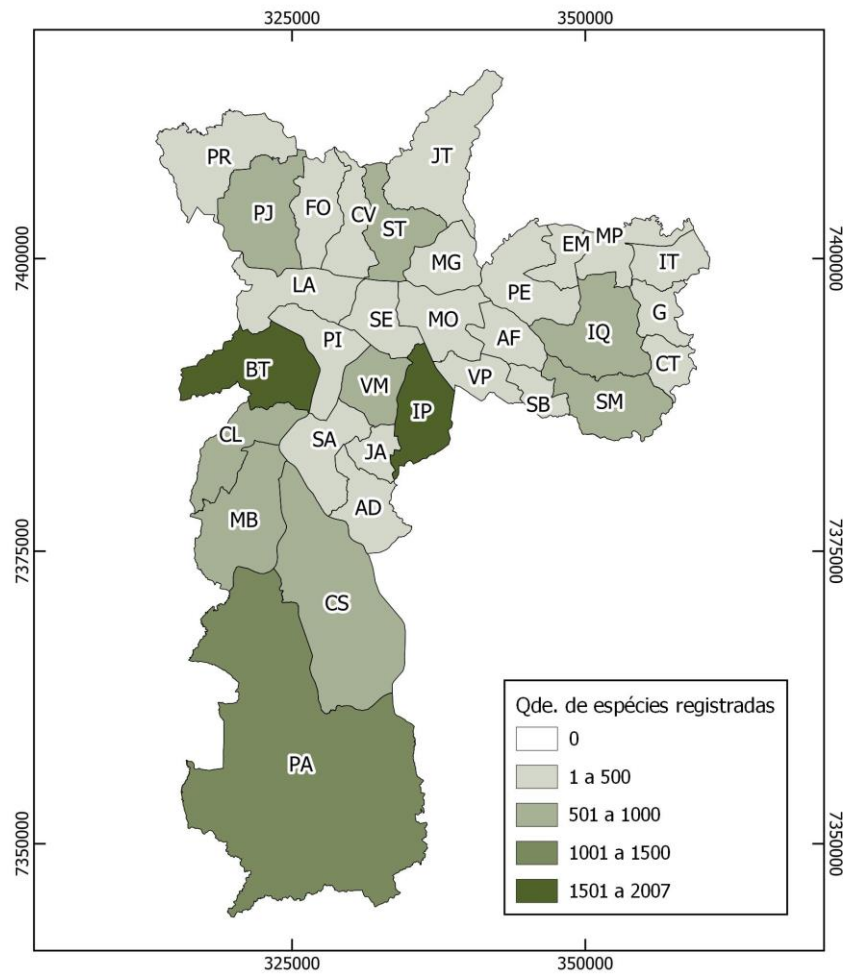 325000 350000
PR
JT
PJ
FO
CV
ST
EM
MP
MG
IT
7400000
7400000
LA
PE
SE
MO
G
PI
AF
IQ
BT
VM
VP
CT
IP
SB
SM
CL
SA
JA
AD
MB
7375000
7375000
CS
Qde. de espécies registradas
0
1 a 500
501 a 1000
1001 a 1500
1501 a 2007
PA
7350000
7350000
325000 350000